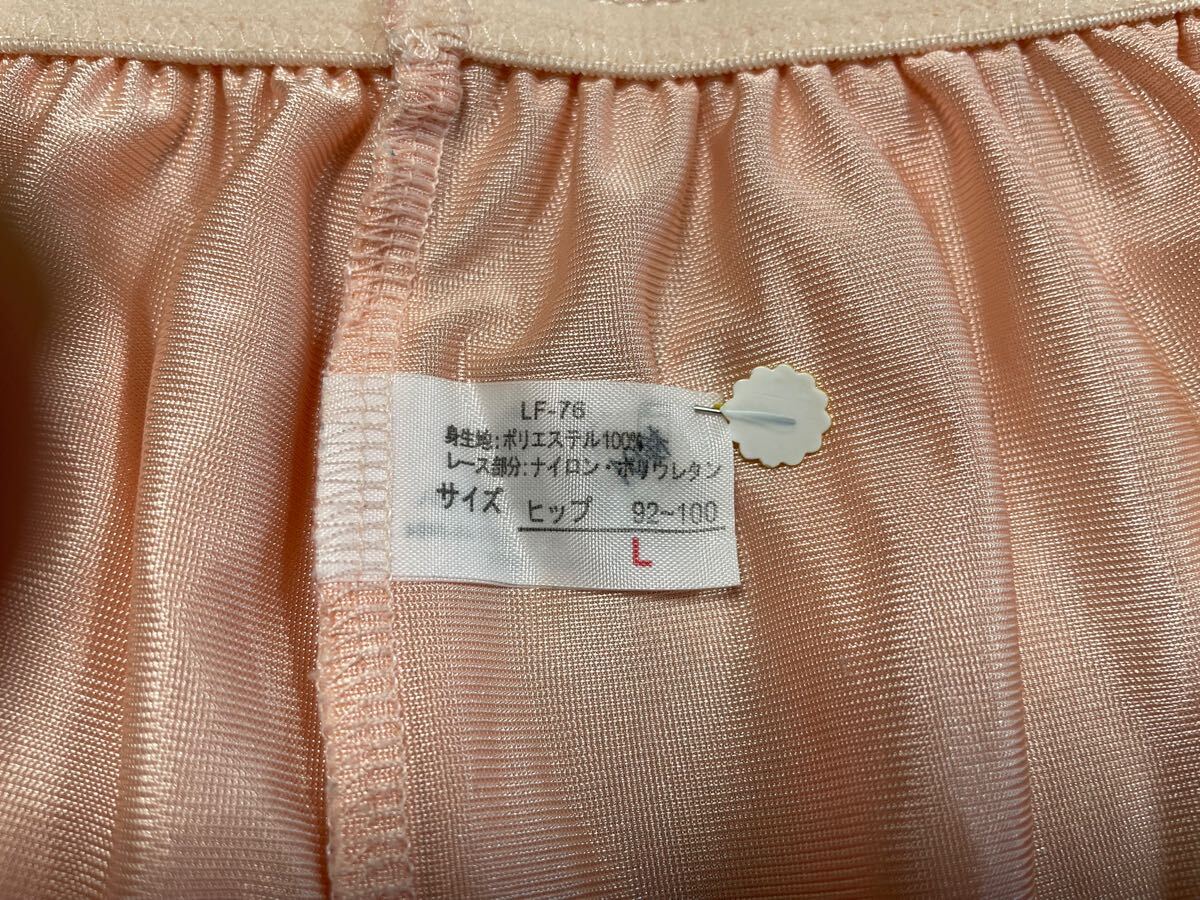 LF-76
身生地:ポリエステル100%
レース部分:ナイロン・ポリウレタン
サイズ ヒップ 92~100
L